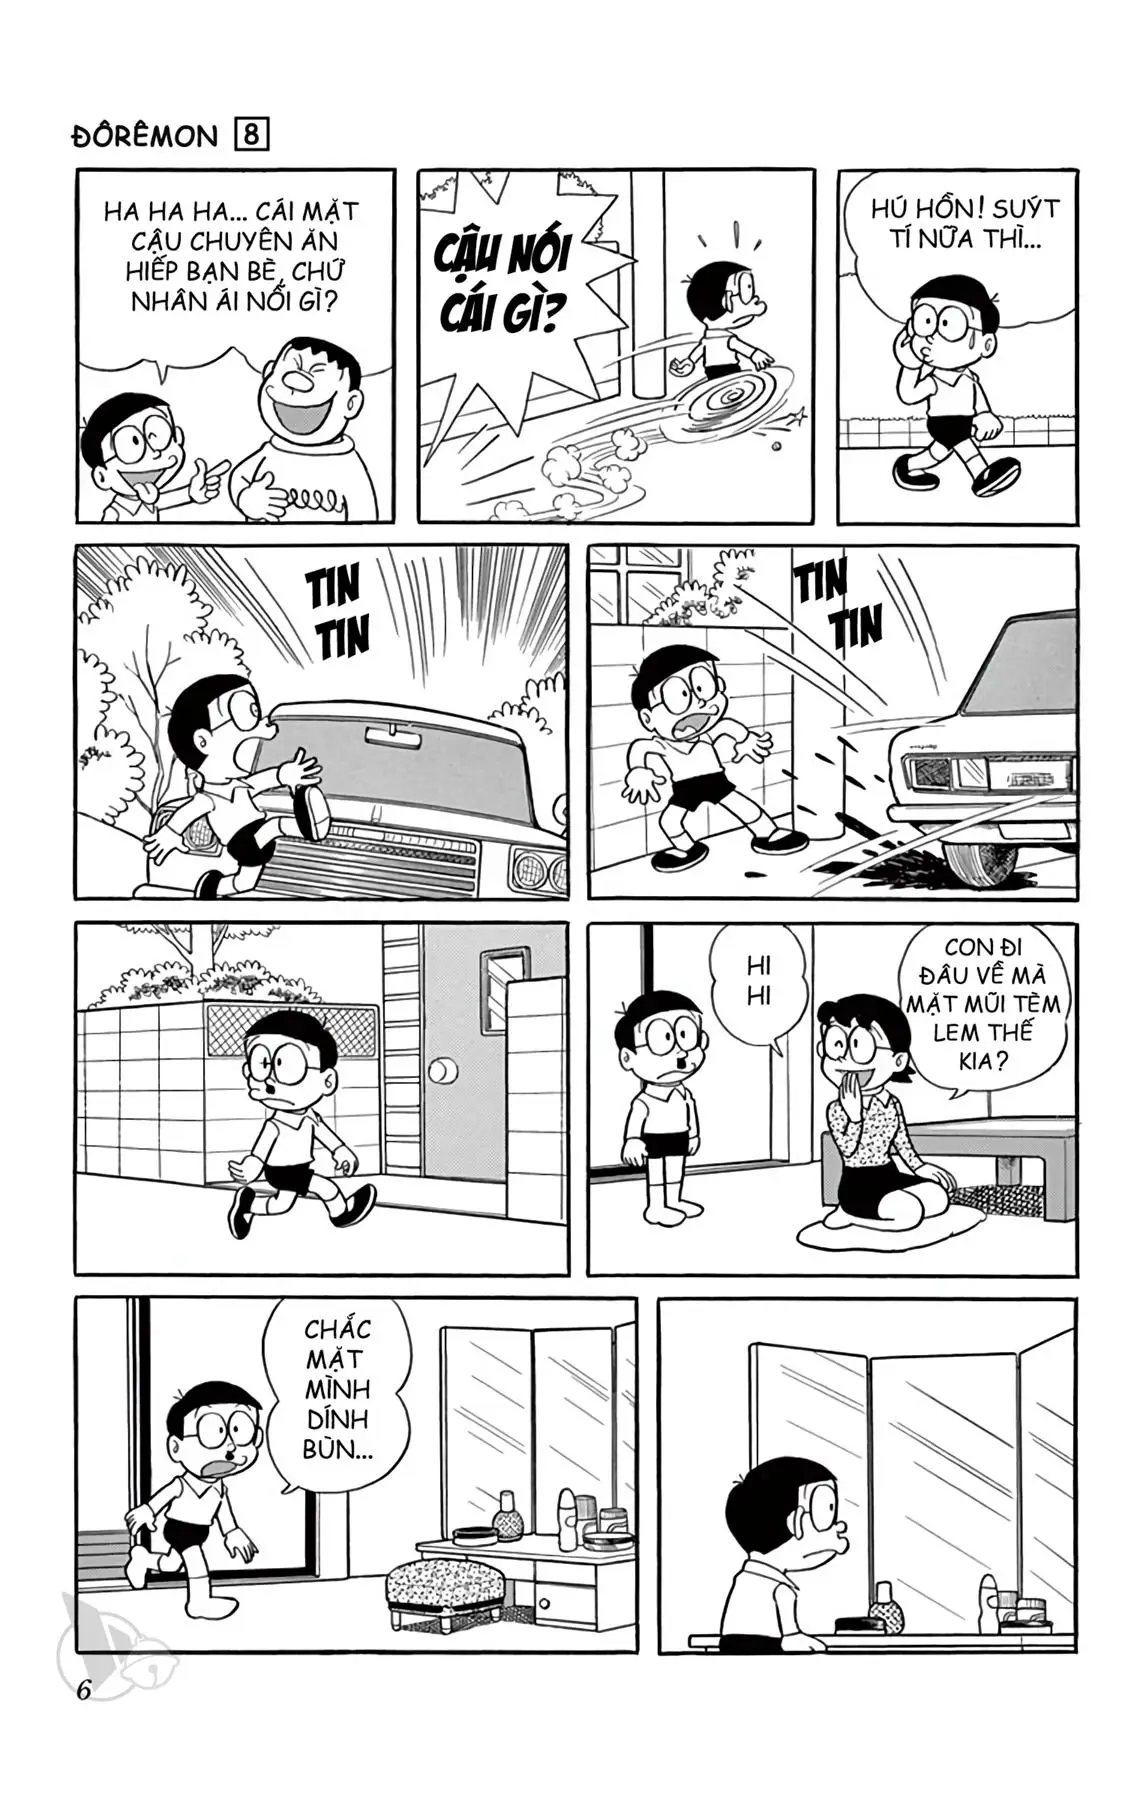 ĐÔRÊMON 8
HA HA HA... CÁI MẶT
CẬU CHUYÊN ĂN
HIẾP BẠN BÈ, CHỨ
NHÂN ÁI NỖI GÌ?
CẬU NÓI
CÁI GÌ?
HÚ HỒN! SUÝT
TÍ NỮA THÌ...
TIN
TIN
TIN
TIN
HI
HI
CON ĐI
ĐÂU VỀ MÀ
MẶT MŨI TÈM
LEM THẾ
KIA?
CHẮC
MẶT
MÌNH
DÍNH
BÙN...
6